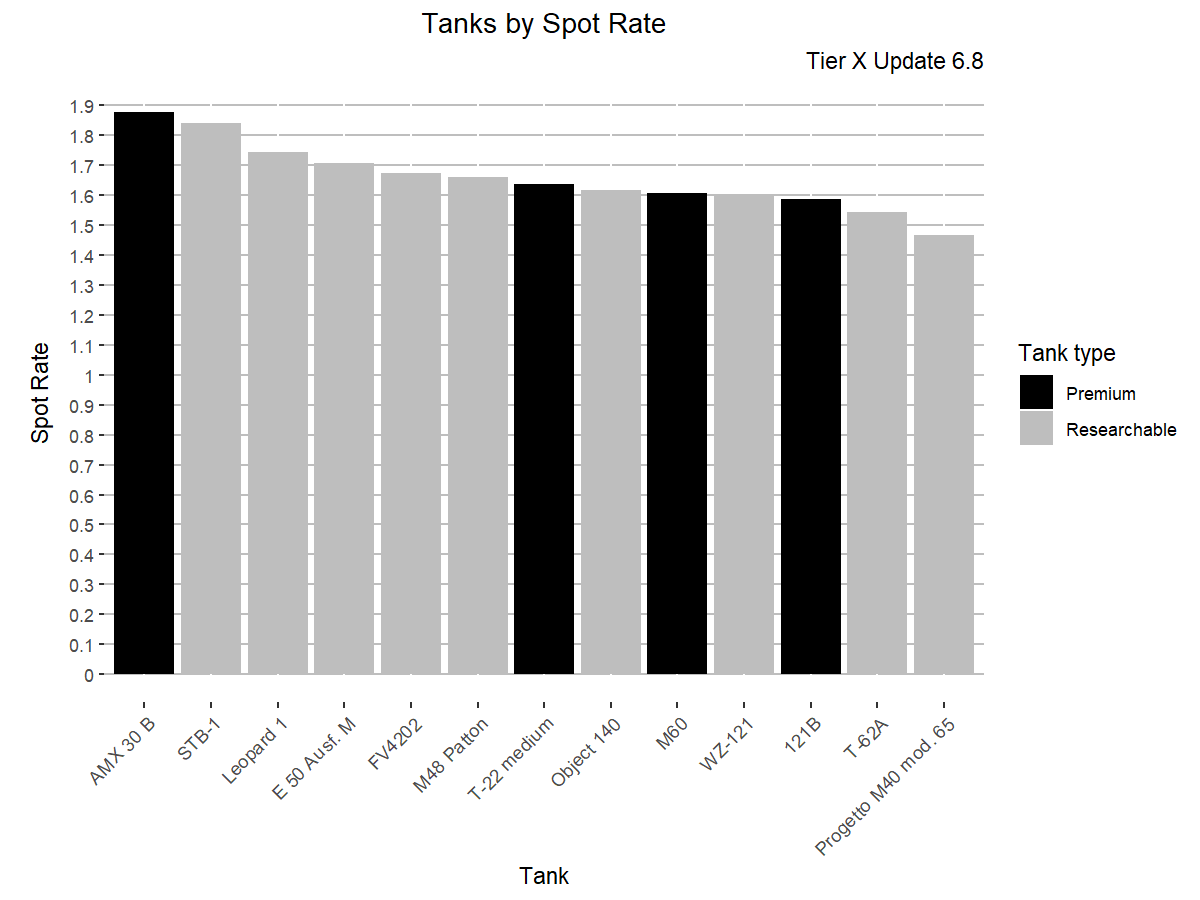 Tanks by Spot Rate
Tier X Update 6.8
1.9
1.8
1.7
1.6
1.5
1.4
1.3
1.2
1.1
1
0.9
0.8
0.7
0.6
0.5
0.4
0.3
0.2
0.1
0
Spot Rate
AMX 30 B
STB-1
Leopard 1
E 50 Ausf. M
FV4202
M48 Patton
T-22 medium
Object 140
M60
WZ-121
121B
T-62A
Progetto M40 mod. 65
Tank
Tank type
Premium
Researchable